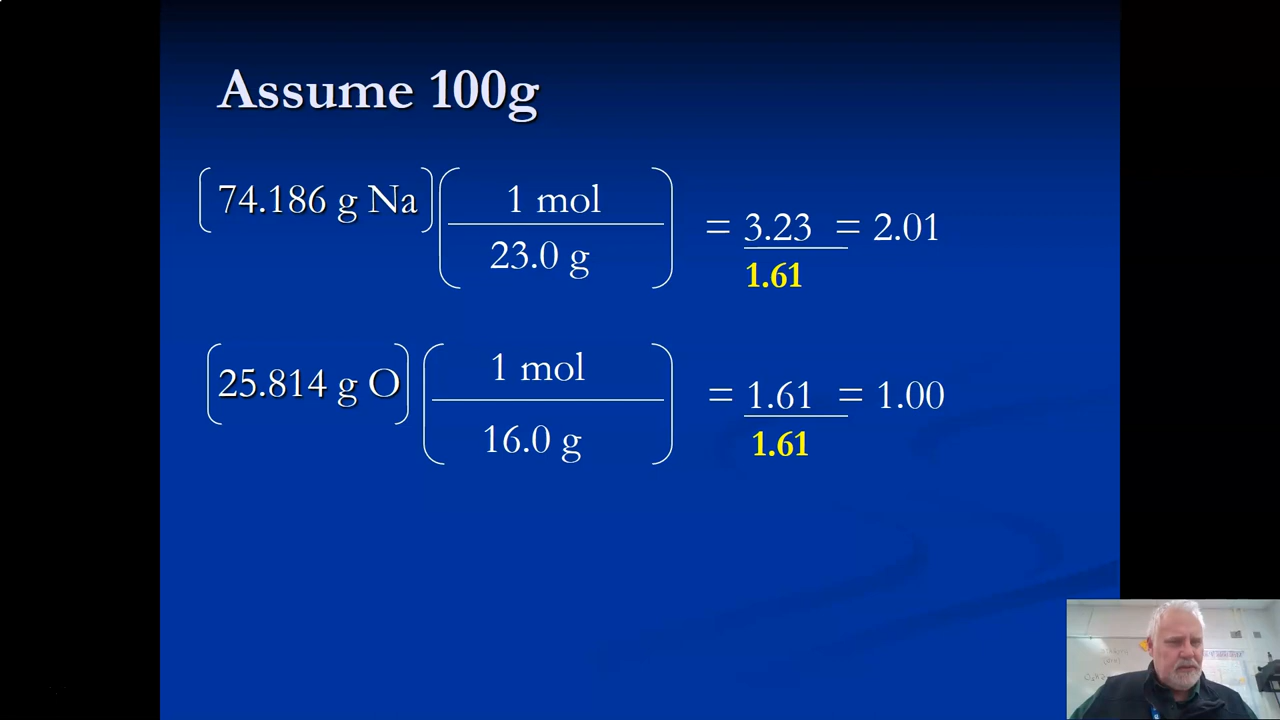 Assume 100g
74.186 g Na
1 mol
23.0 g
= 3.23 = 2.01
1.61
25.814 g O
1 mol
16.0 g
= 1.61 = 1.00
1.61